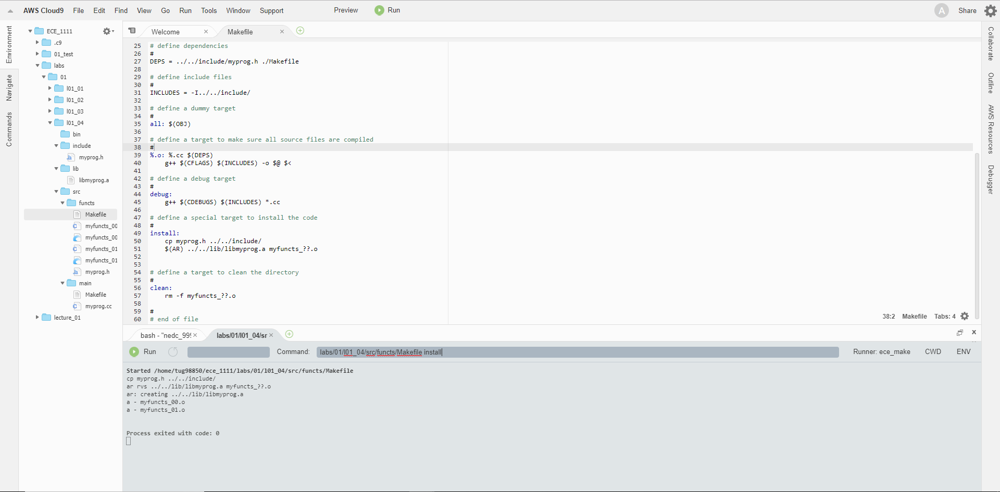 AWS Cloud9 File Edit Find View Go Run Tools Window Support Preview Run A Share
Environment
Navigate
Commands
ECE_1111
.c9
01_test
labs
01
l01_01
l01_02
l01_03
l01_04
bin
include
myprog.h
lib
libmyprog.a
src
functs
Makefile
myfuncts_00
myfuncts_00
myfuncts_01
myfuncts_01
myprog.h
main
Makefile
myprog.cc
lecture_01
Welcome Makefile
25 # define dependencies
26 #
27 DEPS = ../../include/myprog.h ./Makefile
28
29 # define include files
30 #
31 INCLUDES = -I../../include/
32
33 # define a dummy target
34 #
35 all: $(OBJ)
36
37 # define a target to make sure all source files are compiled
38 #
39 %.o: %.cc $(DEPS)
40 g++ $(CFLAGS) $(INCLUDES) -o $@ $<
41
42 # define a debug target
43 #
44 debug:
45 g++ $(CDEBUGS) $(INCLUDES) *.cc
46
47 # define a special target to install the code
48 #
49 install:
50 cp myprog.h ../../include/
51 $(AR) ../../lib/libmyprog.a myfuncts_??.o
52
53
54 # define a target to clean the directory
55 #
56 clean:
57 rm -f myfuncts_??.o
58
59 #
60 # end of file
38:2 Makefile Tabs: 4
Collaborate
Outline
AWS Resources
Debugger
bash - "nedc_999 labs/01/l01_04/sr
Run Command: labs/01/l01_04/src/functs/Makefile install Runner: ece_make CWD ENV
Started /home/tug98850/ece_1111/labs/01/l01_04/src/functs/Makefile
cp myprog.h ../../include/
ar rvs ../../lib/libmyprog.a myfuncts_??.o
ar: creating ../../lib/libmyprog.a
a - myfuncts_00.o
a - myfuncts_01.o
Process exited with code: 0